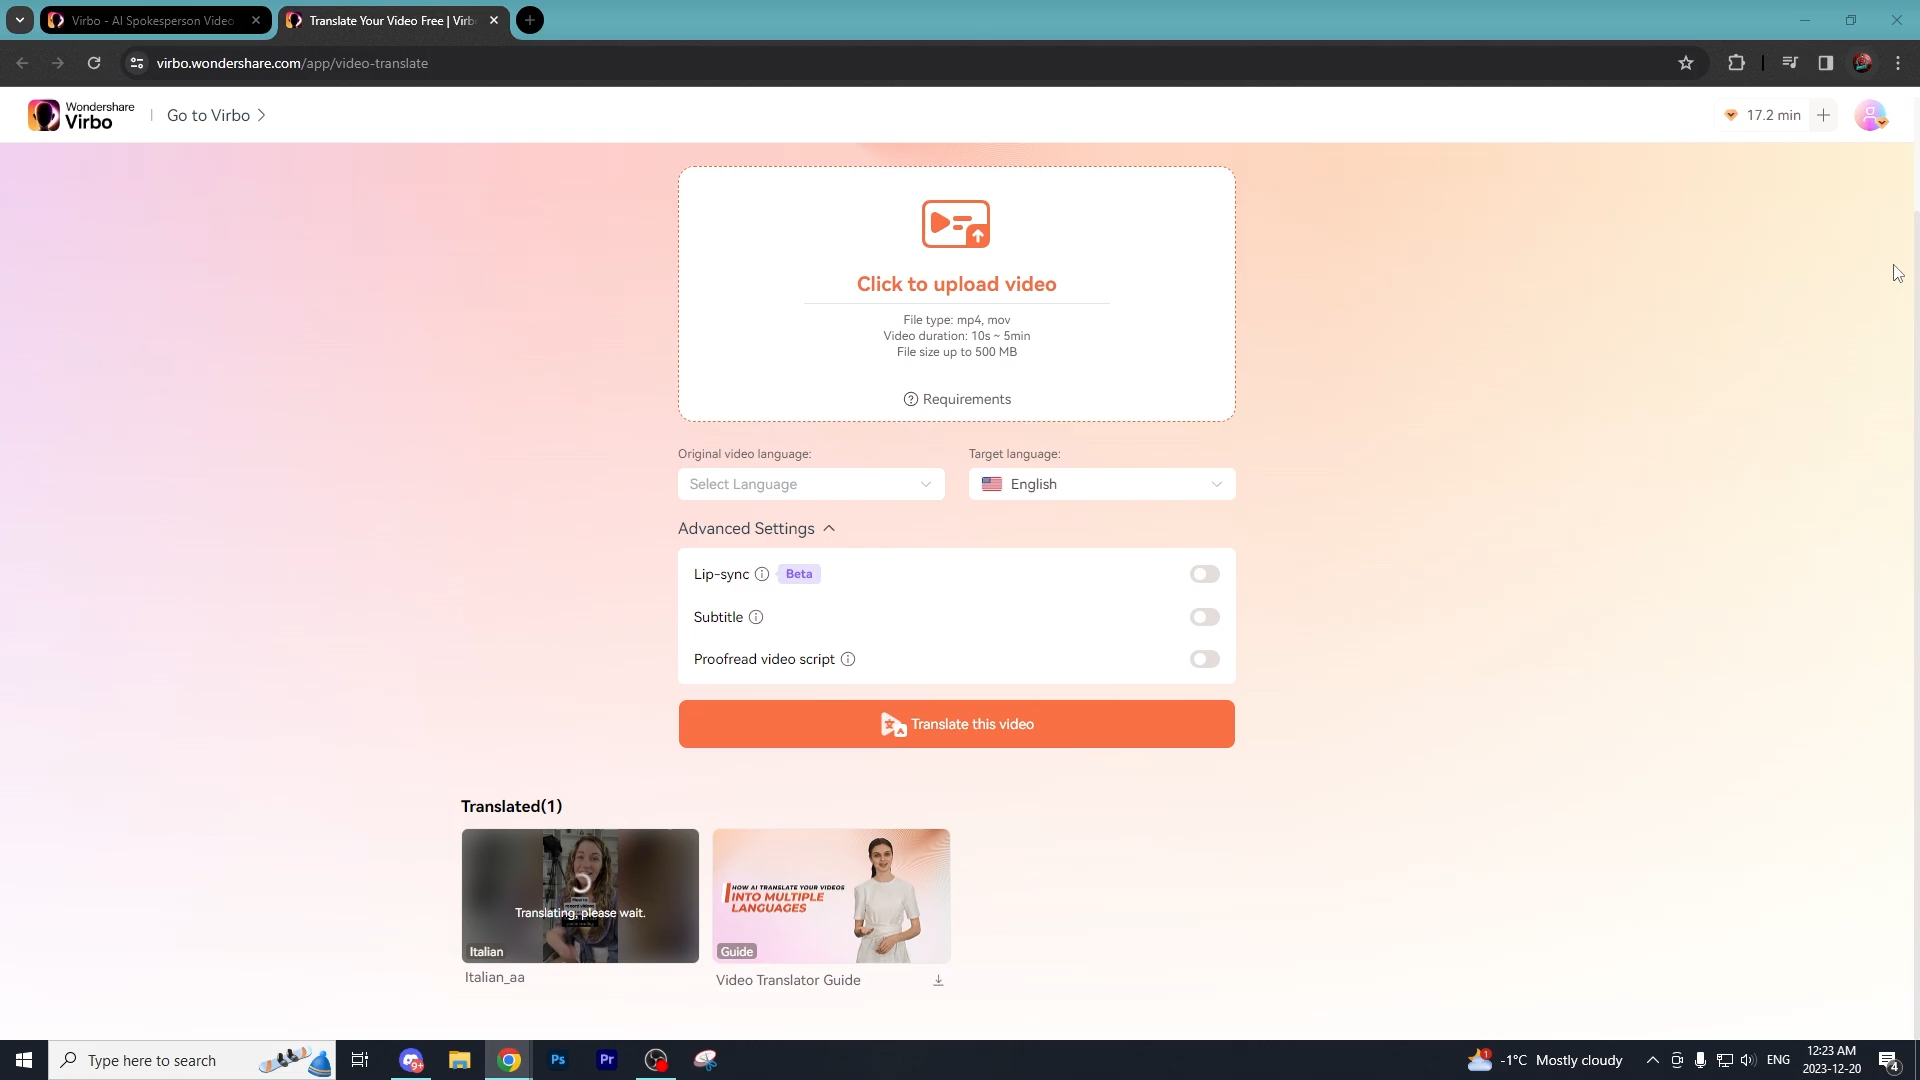 Virbo - AI Spokesperson Video
Translate Your Video Free | Virb
virbo.wondershare.com/app/video-translate
Wondershare
Virbo
Go to Virbo
17.2 min
Click to upload video
File type: mp4, mov
Video duration: 10s ~ 5min
File size up to 500 MB
Requirements
Original video language:
Target language:
Select Language
English
Advanced Settings
Lip-sync
Beta
Subtitle
Proofread video script
Translate this video
Translated(1)
Translating, please wait.
Italian
Italian_aa
HOW AI TRANSLATE YOUR VIDEOS
INTO MULTIPLE
LANGUAGES
Guide
Video Translator Guide
Type here to search
9+
Ps
Pr
1
-1°C Mostly cloudy
ENG
12:23 AM
2023-12-20
4